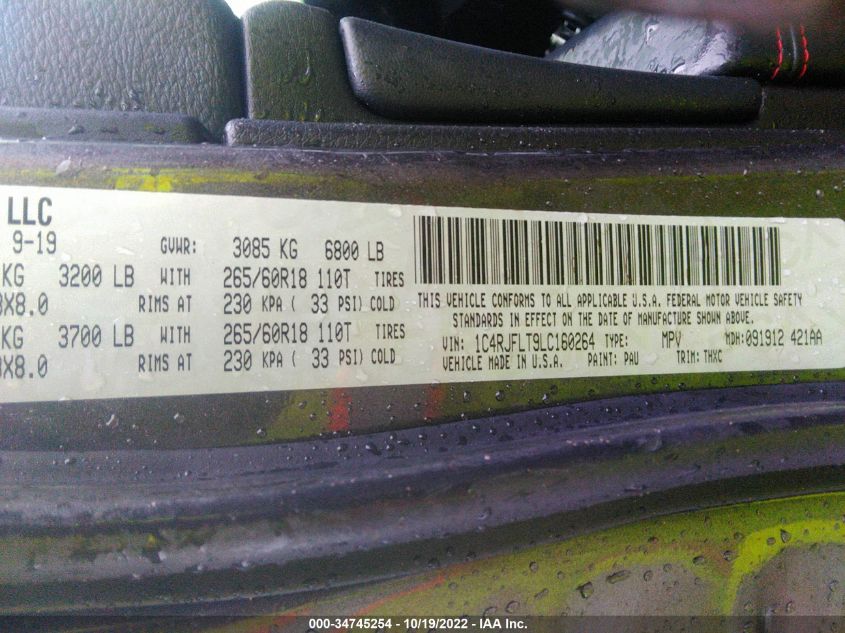 LLC
9-19 GVWR: 3085 KG 6800 LB
KG 3200 LB WITH 265/60R18 110T TIRES
X8.0 RIMS AT 230 KPA ( 33 PSI) COLD
KG 3700 LB WITH 265/60R18 110T TIRES
X8.0 RIMS AT 230 KPA ( 33 PSI) COLD
THIS VEHICLE CONFORMS TO ALL APPLICABLE U.S.A. FEDERAL MOTOR VEHICLE SAFETY
STANDARDS IN EFFECT ON THE DATE OF MANUFACTURE SHOWN ABOVE.
VIN: 1C4RJFLT9LC160264 TYPE: MPV MDH: 091912 421AA
VEHICLE MADE IN U.S.A. PAINT: PAU TRIM: THXC
000-34745254 - 10/19/2022 - IAA Inc.